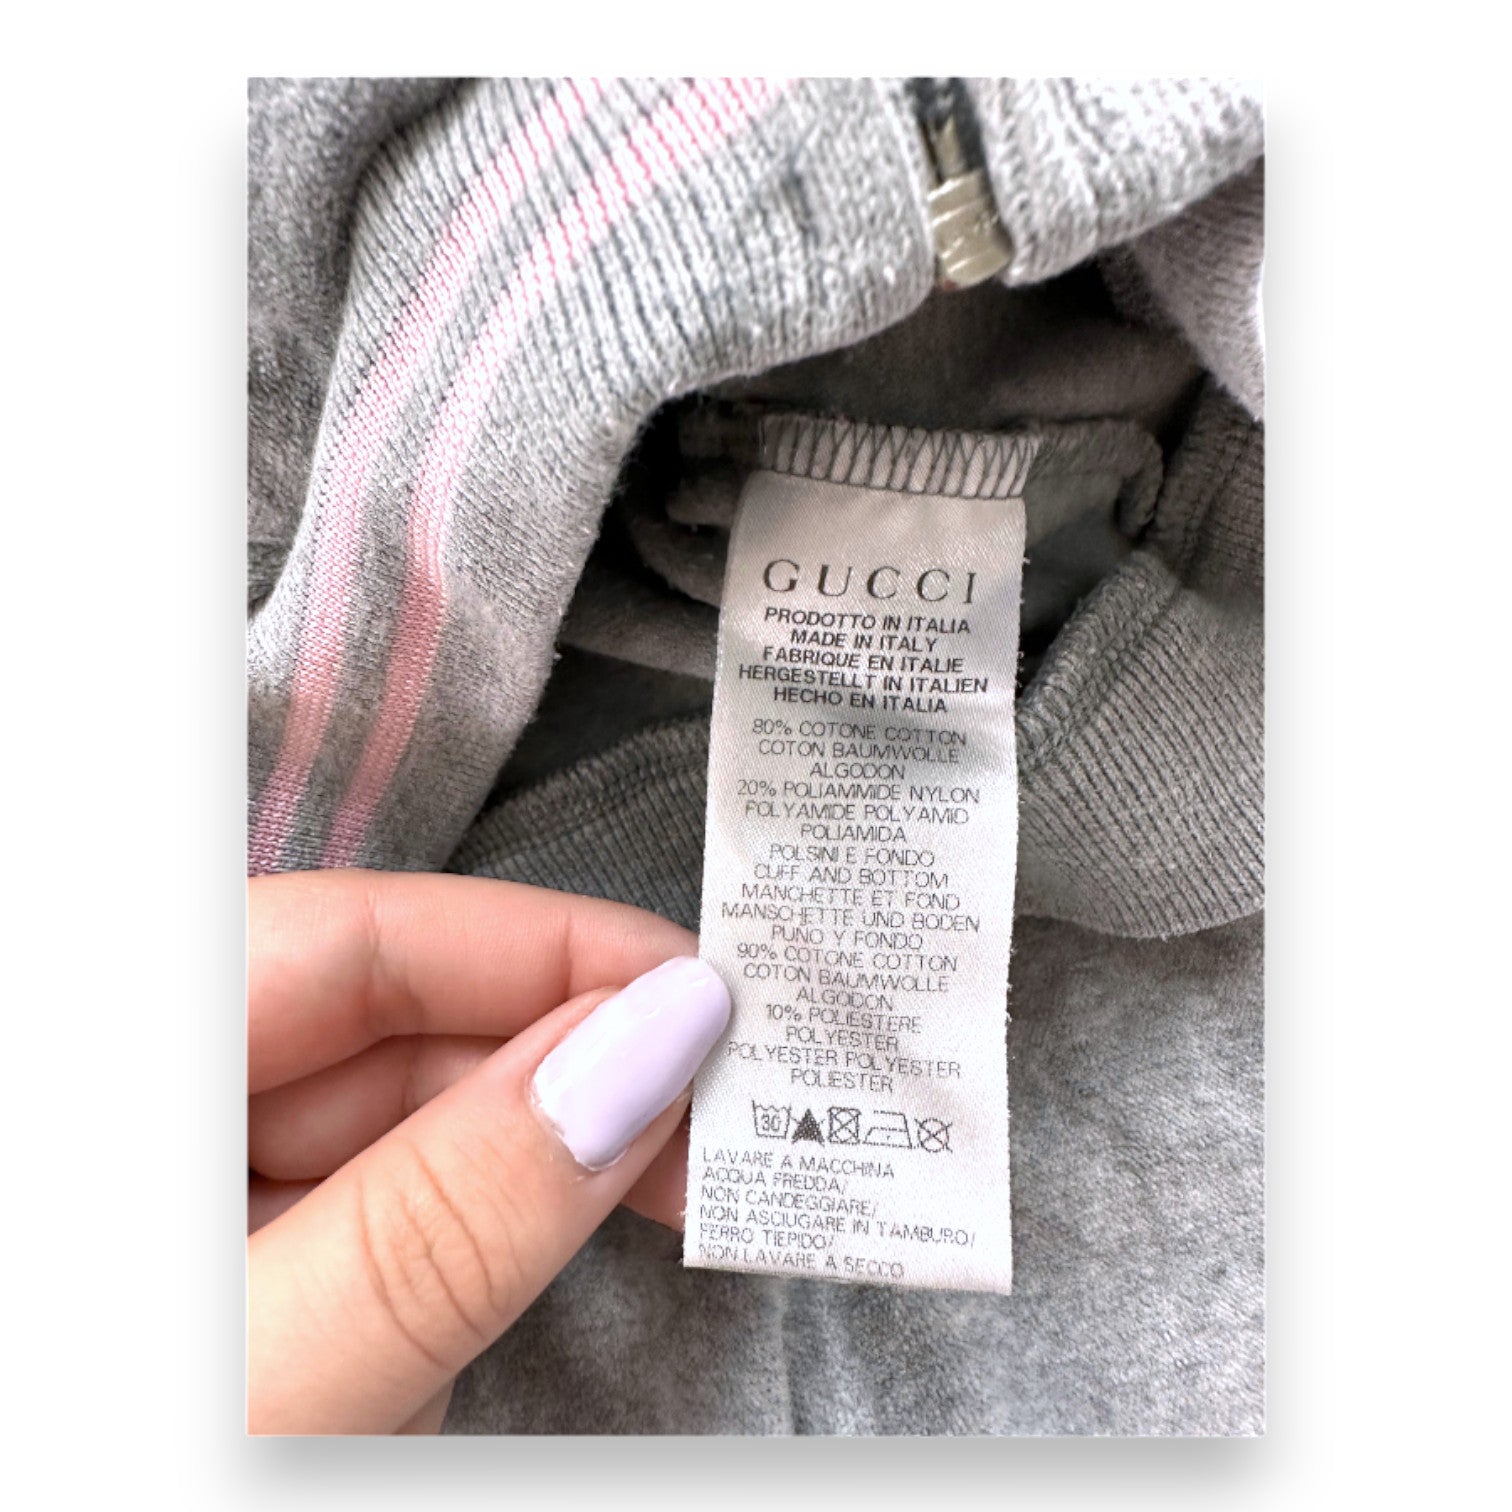 GUCCI
PRODOTTO IN ITALIA
MADE IN ITALY
FABRIQUE EN ITALIE
HERGESTELLT IN ITALIEN
HECHO EN ITALIA
80% COTONE COTTON
COTON BAUMWOLLE
ALGODON
20% POLIAMMIDE NYLON
POLYAMIDE POLYAMID
POLIAMIDA
POLSINI E FONDO
CUFF AND BOTTOM
MANCHETTE ET FOND
MANSCHETTE UND BODEN
PUNO Y FONDO
90% COTONE COTTON
COTON BAUMWOLLE
ALGODON
10% POLIESTERE
POLYESTER
POLYESTER POLYESTER
POLIESTER
30
LAVARE A MACCHINA
ACQUA FREDDA/
NON CANDEGGIARE/
NON ASCIUGARE IN TAMBURO/
FERRO TIEPIDO/
NON LAVARE A SECCO